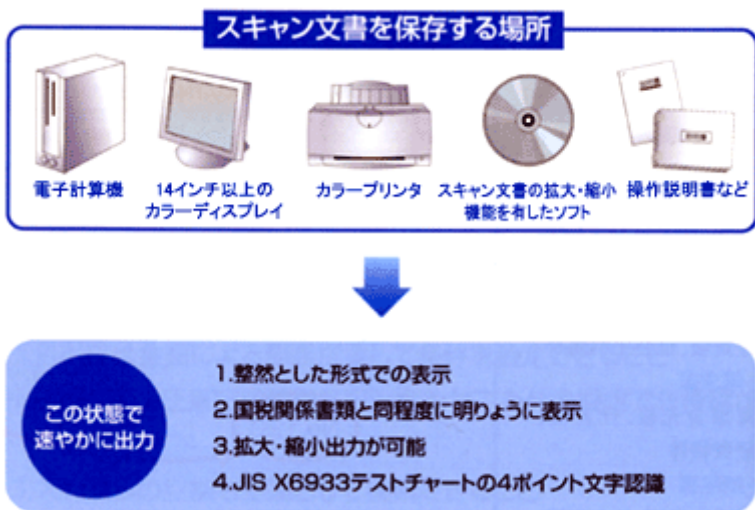 スキャン文書を保存する場所
電子計算機
14インチ以上の
カラーディスプレイ
カラープリンタ
スキャン文書の拡大・縮小
機能を有したソフト
操作説明書など
この状態で
速やかに出力
1.整然とした形式での表示
2.国税関係書類と同程度に明りょうに表示
3.拡大・縮小出力が可能
4.JIS X6933テストチャートの4ポイント文字認識